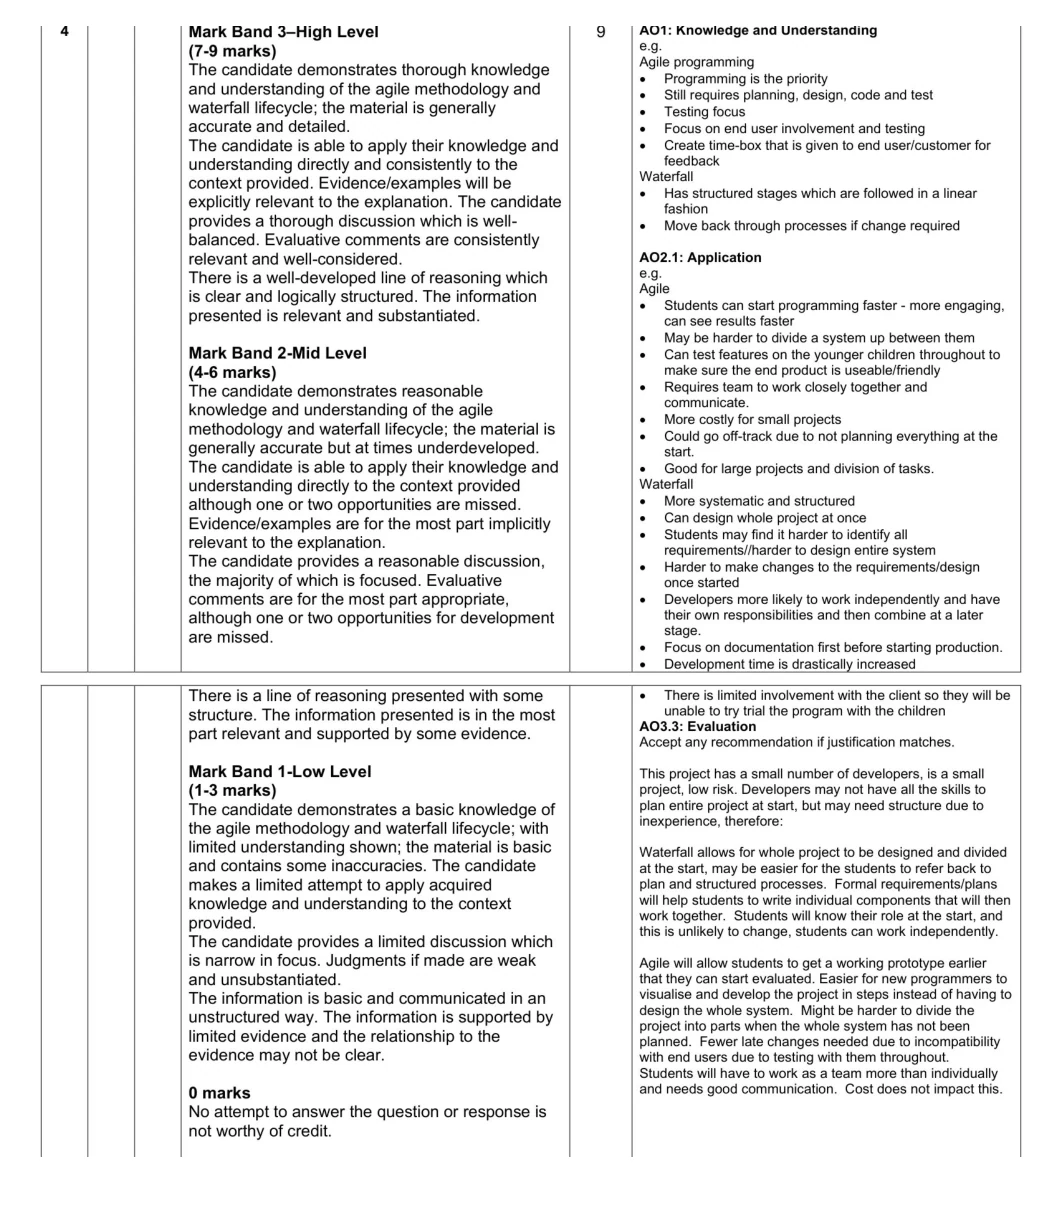 4
Mark Band 3–High Level
(7-9 marks)
The candidate demonstrates thorough knowledge
and understanding of the agile methodology and
waterfall lifecycle; the material is generally
accurate and detailed.
The candidate is able to apply their knowledge and
understanding directly and consistently to the
context provided. Evidence/examples will be
explicitly relevant to the explanation. The candidate
provides a thorough discussion which is well-
balanced. Evaluative comments are consistently
relevant and well-considered.
There is a well-developed line of reasoning which
is clear and logically structured. The information
presented is relevant and substantiated.
Mark Band 2-Mid Level
(4-6 marks)
The candidate demonstrates reasonable
knowledge and understanding of the agile
methodology and waterfall lifecycle; the material is
generally accurate but at times underdeveloped.
The candidate is able to apply their knowledge and
understanding directly to the context provided
although one or two opportunities are missed.
Evidence/examples are for the most part implicitly
relevant to the explanation.
The candidate provides a reasonable discussion,
the majority of which is focused. Evaluative
comments are for the most part appropriate,
although one or two opportunities for development
are missed.
9
AO1: Knowledge and Understanding
e.g.
Agile programming
• Programming is the priority
• Still requires planning, design, code and test
• Testing focus
• Focus on end user involvement and testing
• Create time-box that is given to end user/customer for
feedback
Waterfall
• Has structured stages which are followed in a linear
fashion
• Move back through processes if change required
AO2.1: Application
e.g.
Agile
• Students can start programming faster - more engaging,
can see results faster
• May be harder to divide a system up between them
• Can test features on the younger children throughout to
make sure the end product is useable/friendly
• Requires team to work closely together and
communicate.
• More costly for small projects
• Could go off-track due to not planning everything at the
start.
• Good for large projects and division of tasks.
Waterfall
• More systematic and structured
• Can design whole project at once
• Students may find it harder to identify all
requirements//harder to design entire system
• Harder to make changes to the requirements/design
once started
• Developers more likely to work independently and have
their own responsibilities and then combine at a later
stage.
• Focus on documentation first before starting production.
• Development time is drastically increased
There is a line of reasoning presented with some
structure. The information presented is in the most
part relevant and supported by some evidence.
Mark Band 1-Low Level
(1-3 marks)
The candidate demonstrates a basic knowledge of
the agile methodology and waterfall lifecycle; with
limited understanding shown; the material is basic
and contains some inaccuracies. The candidate
makes a limited attempt to apply acquired
knowledge and understanding to the context
provided.
The candidate provides a limited discussion which
is narrow in focus. Judgments if made are weak
and unsubstantiated.
The information is basic and communicated in an
unstructured way. The information is supported by
limited evidence and the relationship to the
evidence may not be clear.
0 marks
No attempt to answer the question or response is
not worthy of credit.
• There is limited involvement with the client so they will be
unable to try trial the program with the children
AO3.3: Evaluation
Accept any recommendation if justification matches.
This project has a small number of developers, is a small
project, low risk. Developers may not have all the skills to
plan entire project at start, but may need structure due to
inexperience, therefore:
Waterfall allows for whole project to be designed and divided
at the start, may be easier for the students to refer back to
plan and structured processes. Formal requirements/plans
will help students to write individual components that will then
work together. Students will know their role at the start, and
this is unlikely to change, students can work independently.
Agile will allow students to get a working prototype earlier
that they can start evaluated. Easier for new programmers to
visualise and develop the project in steps instead of having to
design the whole system. Might be harder to divide the
project into parts when the whole system has not been
planned. Fewer late changes needed due to incompatibility
with end users due to testing with them throughout.
Students will have to work as a team more than individually
and needs good communication. Cost does not impact this.